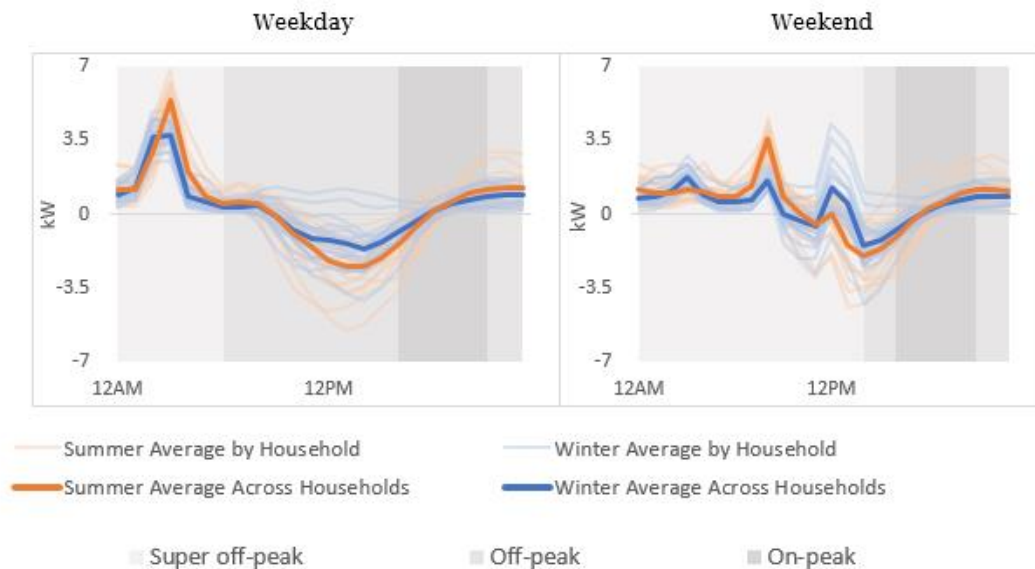 Weekday
Weekend
7
3.5
0
-3.5
-7
kW
12AM
12PM
7
3.5
0
-3.5
-7
kW
12AM
12PM
Summer Average by Household
Winter Average by Household
Summer Average Across Households
Winter Average Across Households
Super off-peak
Off-peak
On-peak